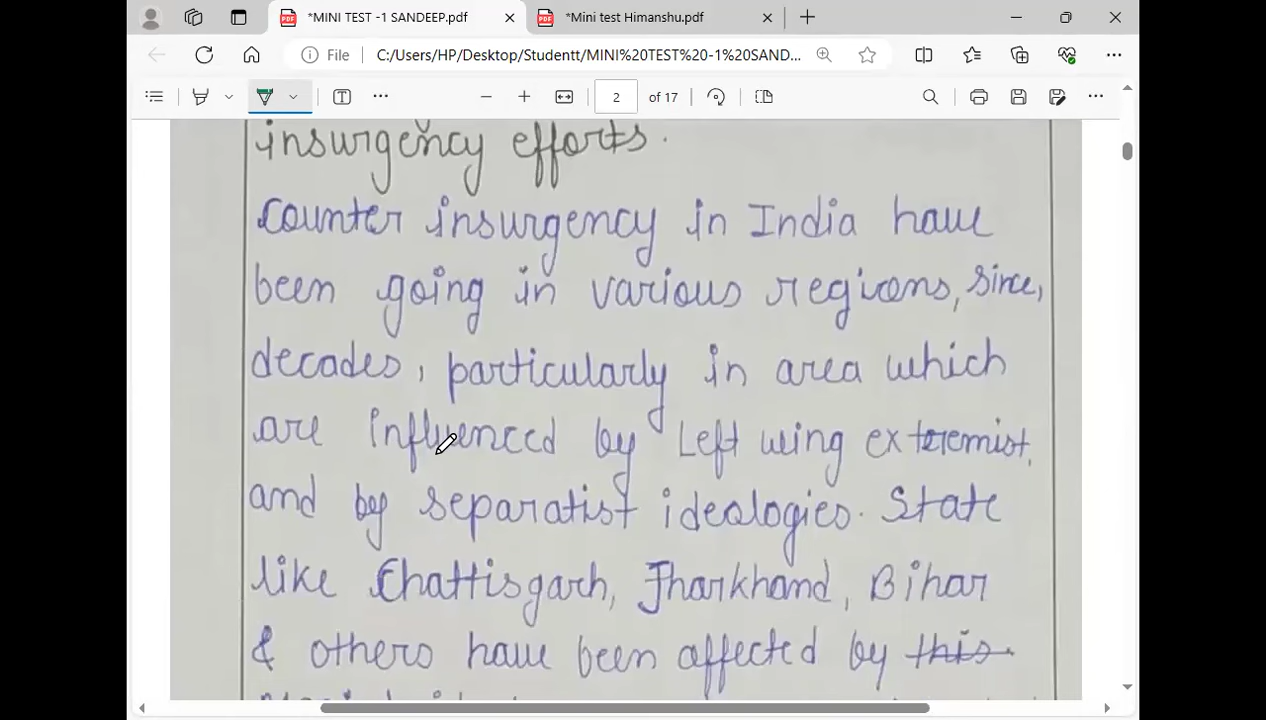 *MINI TEST -1 SANDEEP.pdf
*Mini test Himanshu.pdf
File
C:/Users/HP/Desktop/Studentt/MINI%20TEST%20-1%20SAND...
2 of 17
insurgency efforts.
Counter insurgency in India have
been going in various regions, since,
decades, particularly in area which
are influenced by Left wing extremist,
and by separatist ideologies. State
like Chattisgarh, Jharkhand, Bihar
& others have been affected by this